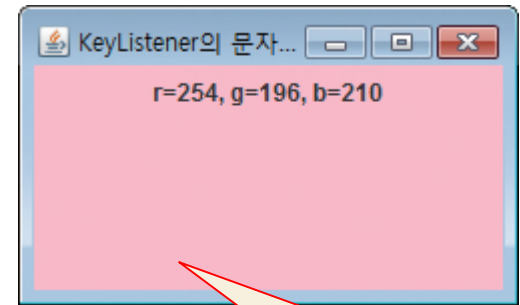 KeyListener의 문자...
r=254, g=196, b=210